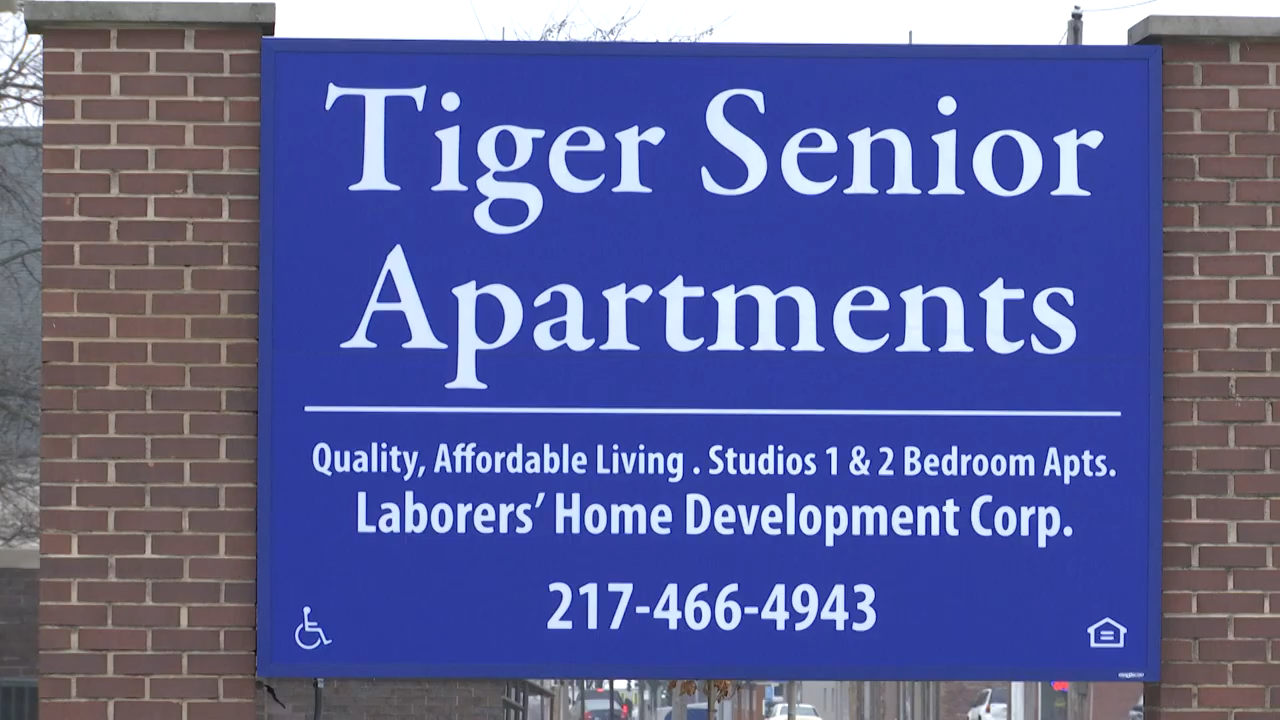 Tiger Senior
Apartments
Quality, Affordable Living . Studios 1 & 2 Bedroom Apts.
Laborers’ Home Development Corp.
217-466-4943